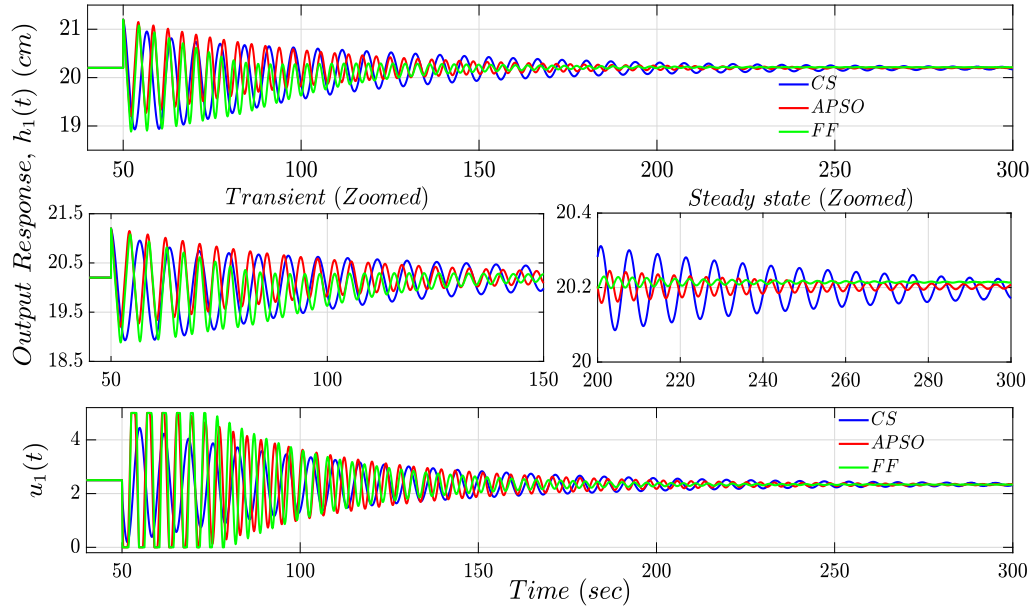 Output Response, h₁(t) (cm)
21
20
19
CS
APSO
FF
50 100 150 200 250 300
Transient (Zoomed)
21.5
20.5
19.5
18.5
50 100 150
Steady state (Zoomed)
20.4
20.2
20
200 220 240 260 280 300
u₁(t)
4
2
0
CS
APSO
FF
50 100 150 200 250 300
Time (sec)